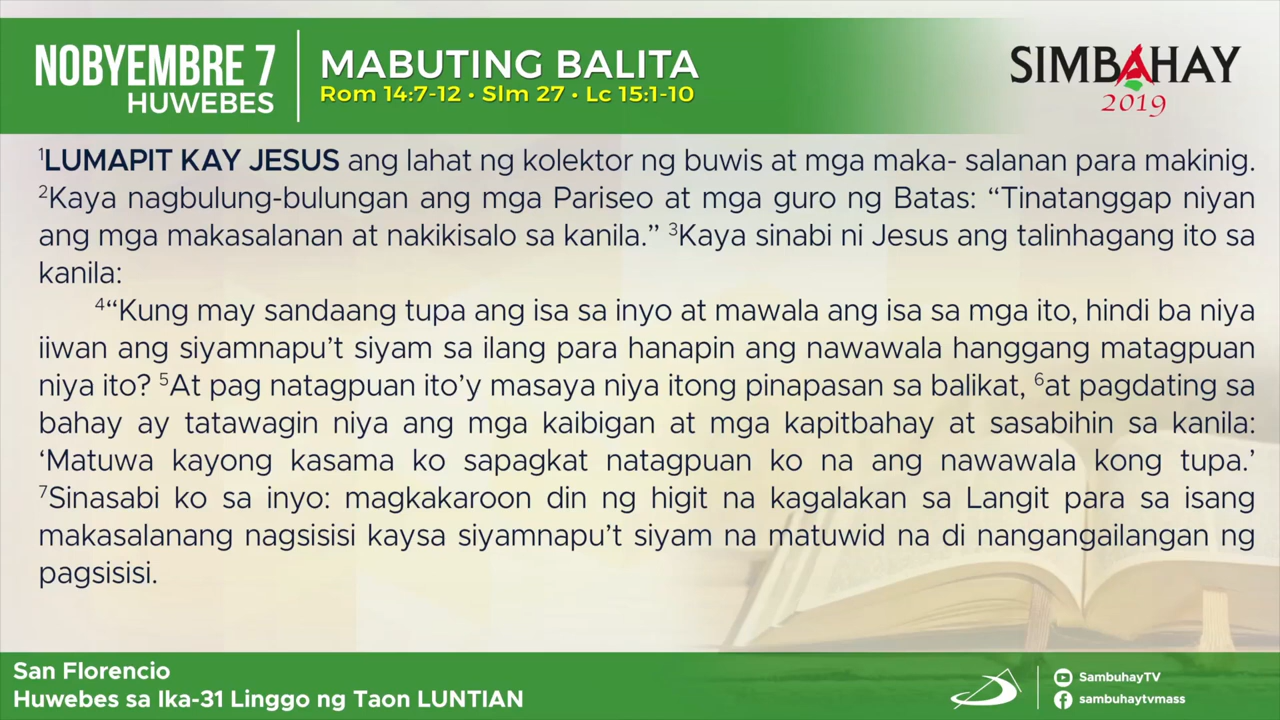 NOBYEMBRE 7
HUWEBES
MABUTING BALITA
Rom 14:7-12 • Slm 27 • Lc 15:1-10
SIMBAHAY
2019
¹LUMAPIT KAY JESUS ang lahat ng kolektor ng buwis at mga maka- salanan para makinig.
²Kaya nagbulung-bulungan ang mga Pariseo at mga guro ng Batas: “Tinatanggap niyan
ang mga makasalanan at nakikisalo sa kanila.” ³Kaya sinabi ni Jesus ang talinhagang ito sa
kanila:
⁴“Kung may sandaang tupa ang isa sa inyo at mawala ang isa sa mga ito, hindi ba niya
iiwan ang siyamnapu’t siyam sa ilang para hanapin ang nawawala hanggang matagpuan
niya ito? ⁵At pag natagpuan ito’y masaya niya itong pinapasan sa balikat, ⁶at pagdating sa
bahay ay tatawagin niya ang mga kaibigan at mga kapitbahay at sasabihin sa kanila:
‘Matuwa kayong kasama ko sapagkat natagpuan ko na ang nawawala kong tupa.’
⁷Sinasabi ko sa inyo: magkakaroon din ng higit na kagalakan sa Langit para sa isang
makasalanang nagsisisi kaysa siyamnapu’t siyam na matuwid na di nangangailangan ng
pagsisisi.
San Florencio
Huwebes sa Ika-31 Linggo ng Taon LUNTIAN
SambuhayTV
sambuhaytvmass